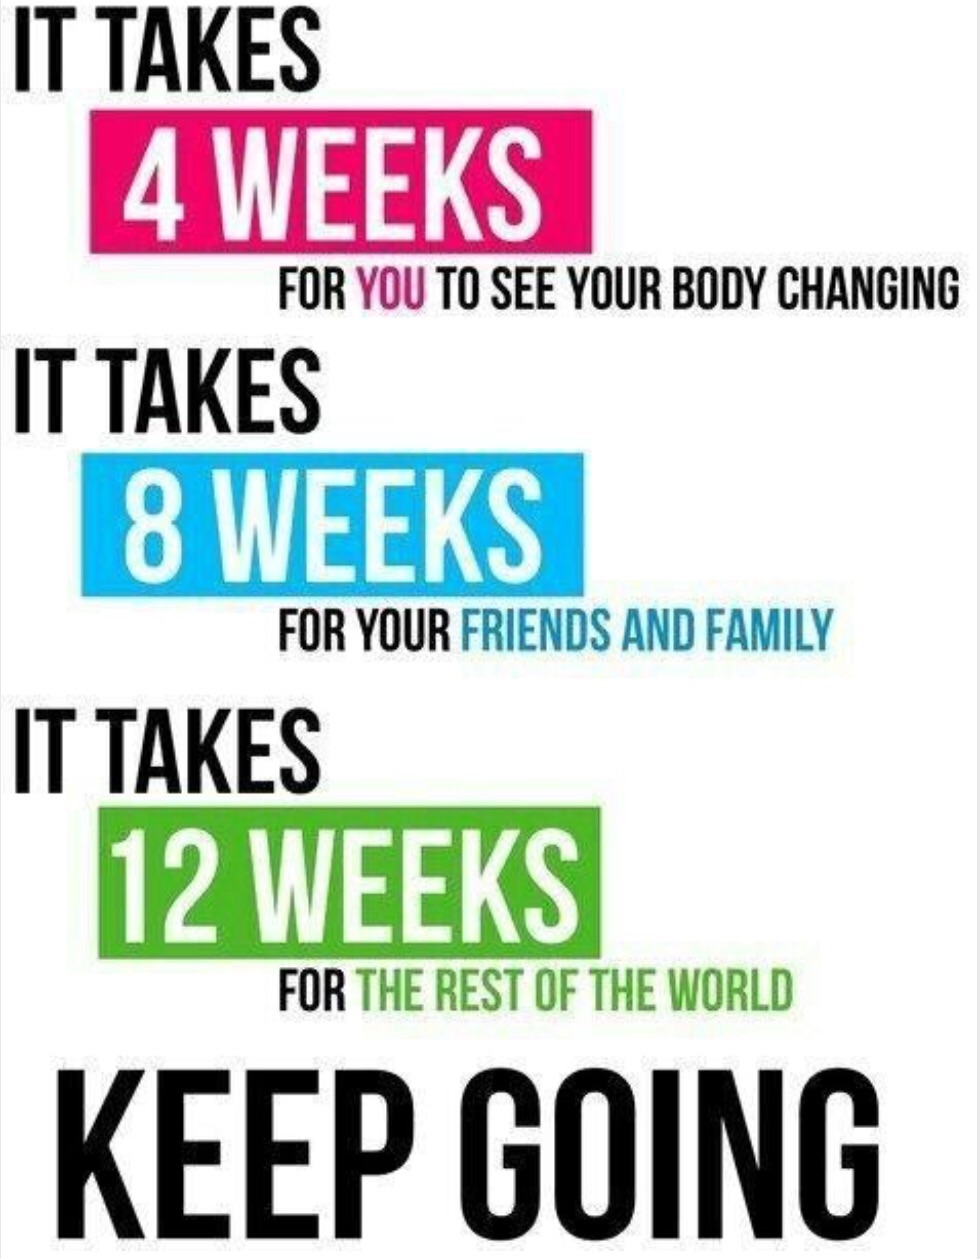 IT TAKES
4 WEEKS
FOR YOU TO SEE YOUR BODY CHANGING
IT TAKES
8 WEEKS
FOR YOUR FRIENDS AND FAMILY
IT TAKES
12 WEEKS
FOR THE REST OF THE WORLD
KEEP GOING